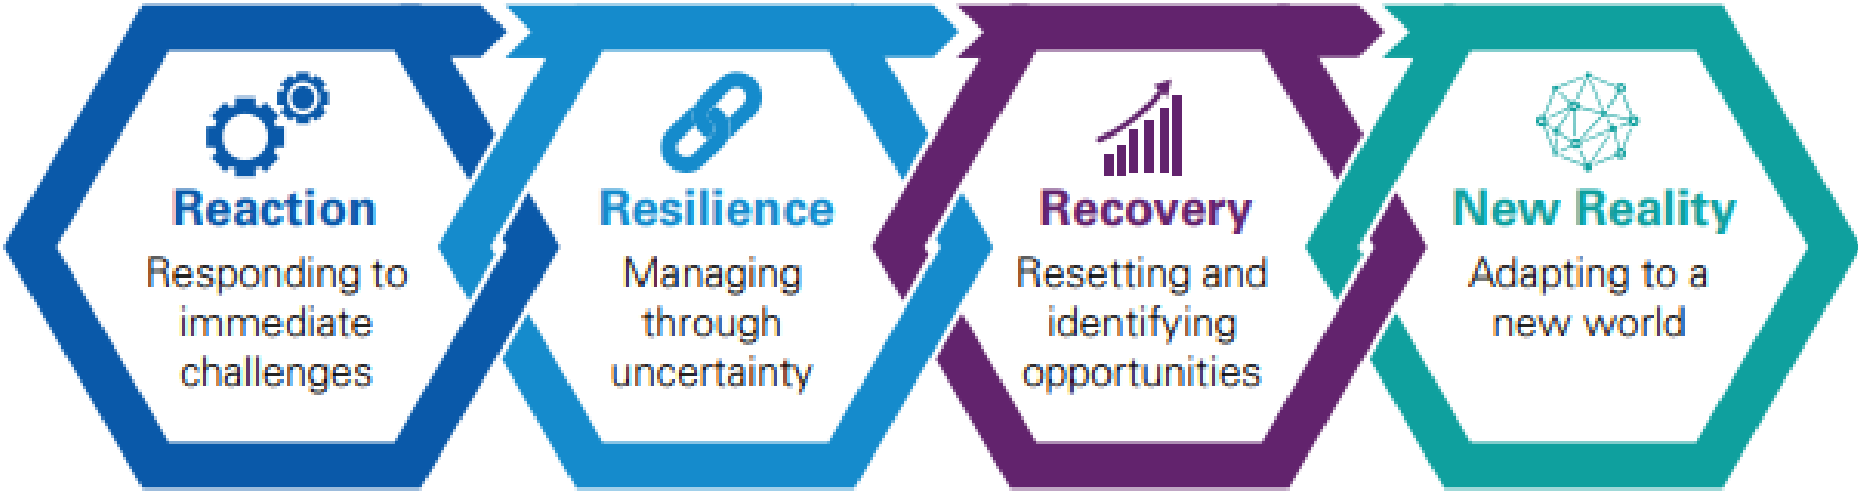 Reaction
Responding to
immediate
challenges
Resilience
Managing
through
uncertainty
Recovery
Resetting and
identifying
opportunities
New Reality
Adapting to a
new world